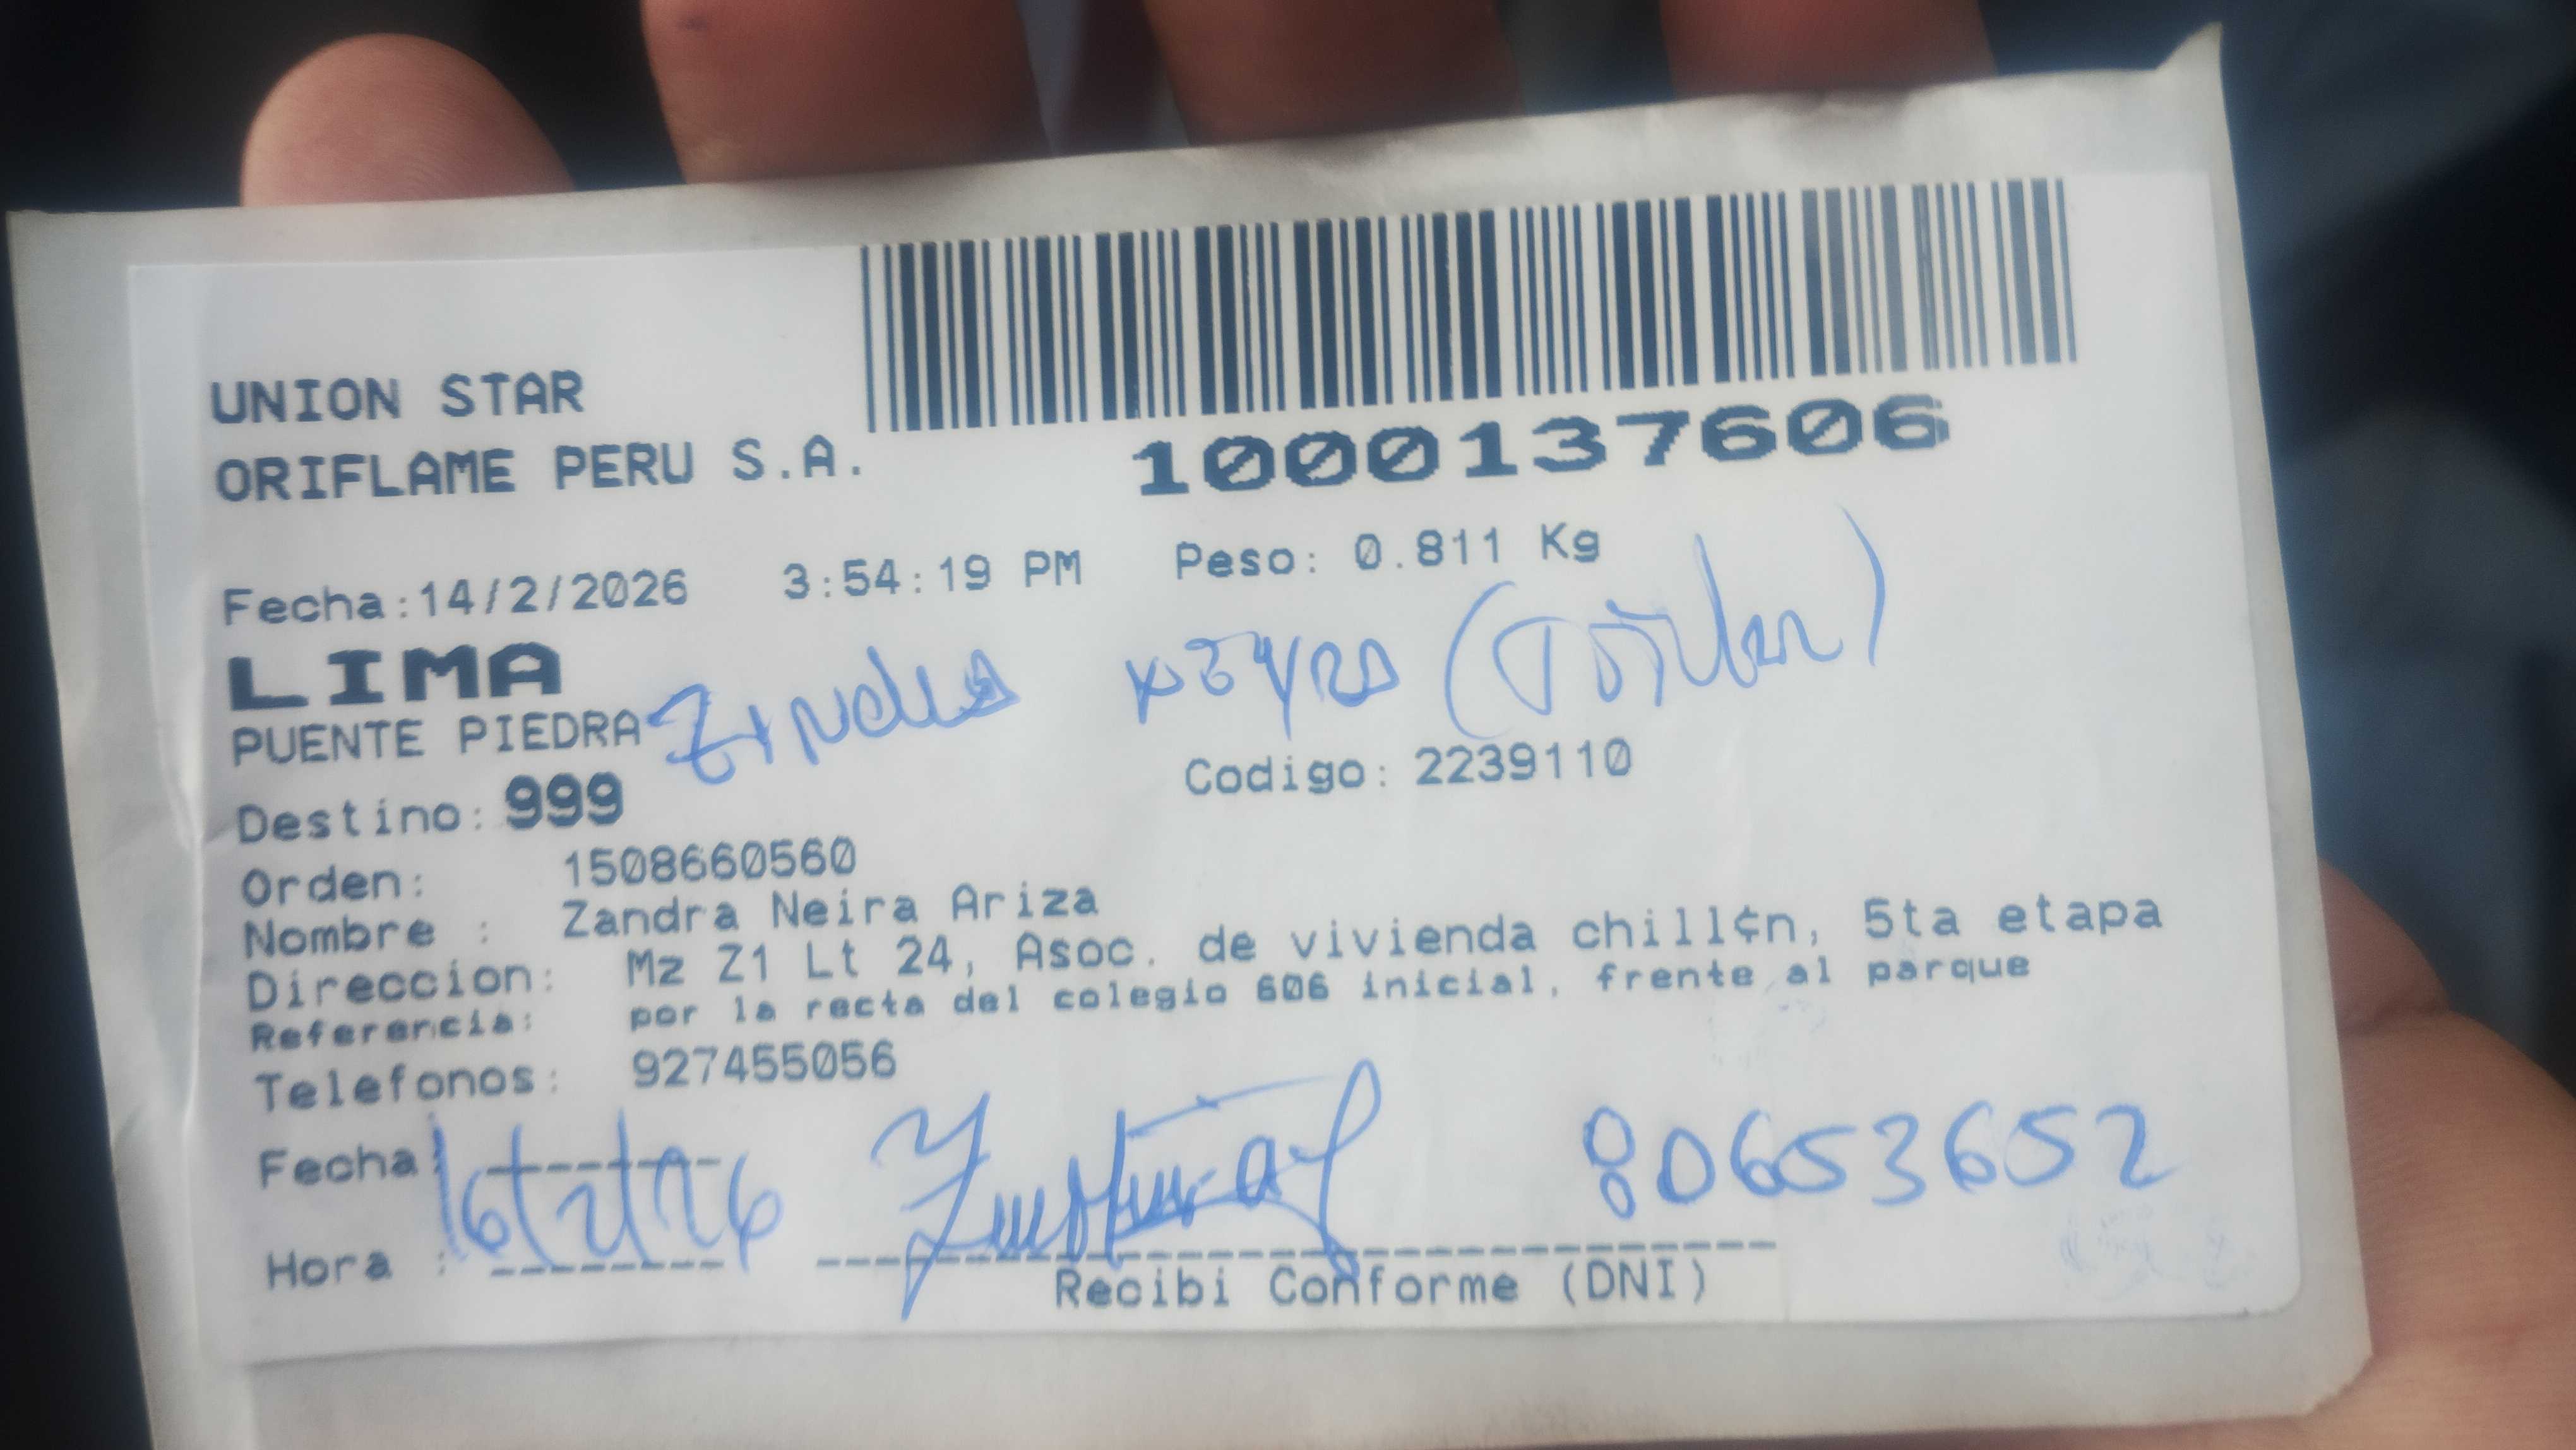 UNION STAR
ORIFLAME PERU S.A.
1000137606
Fecha:14/2/2026 3:54:19 PM Peso: 0.811 Kg
LIMA
PUENTE PIEDRA
Destino: 999 Codigo: 2239110
Orden: 1508660560
Nombre : Zandra Neira Ariza
Direccion: Mz Z1 Lt 24, Asoc. de vivienda chill¢n, 5ta etapa
Referencia: por la recta del colegio 606 inicial, frente al parque
Telefonos: 927455056
Fecha: 16/2/26 80653652
Hora :
Recibi Conforme (DNI)